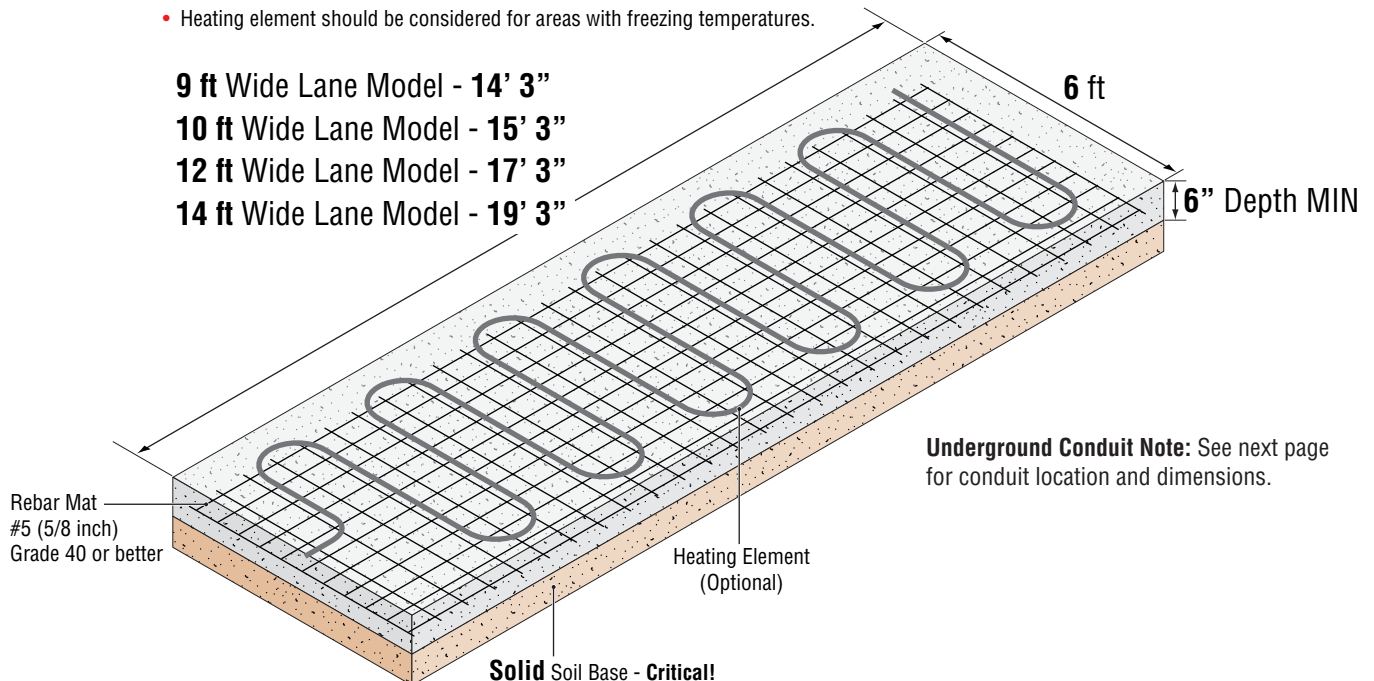 • Heating element should be considered for areas with freezing temperatures.
9 ft Wide Lane Model - 14’ 3”
10 ft Wide Lane Model - 15’ 3”
12 ft Wide Lane Model - 17’ 3”
14 ft Wide Lane Model - 19’ 3”
6 ft
6” Depth MIN
Underground Conduit Note: See next page
for conduit location and dimensions.
Rebar Mat
#5 (5/8 inch)
Grade 40 or better
Heating Element
(Optional)
Solid Soil Base - Critical!